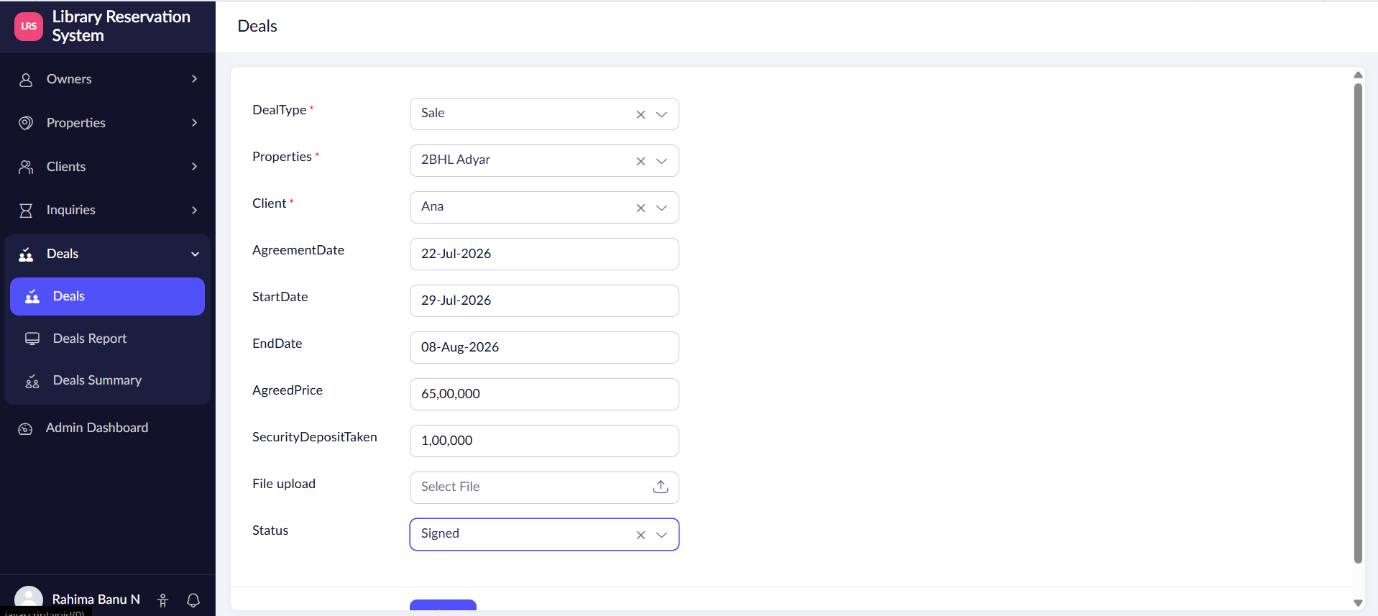 LRS
Library Reservation
System
Owners
Properties
Clients
Inquiries
Deals
Deals
Deals Report
Deals Summary
Admin Dashboard
Rahima Banu N
Deals
DealType *
Sale
Properties *
2BHL Adyar
Client *
Ana
AgreementDate
22-Jul-2026
StartDate
29-Jul-2026
EndDate
08-Aug-2026
AgreedPrice
65,00,000
SecurityDepositTaken
1,00,000
File upload
Select File
Status
Signed